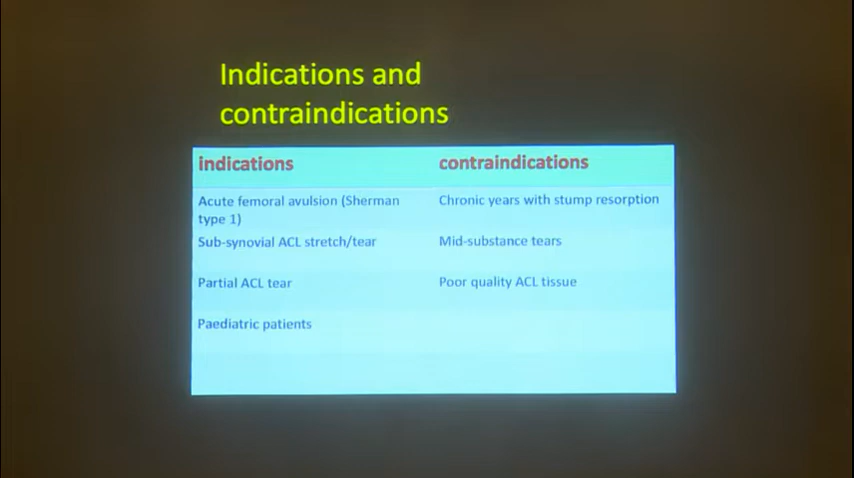 Indications and
contraindications
indications
contraindications
Acute femoral avulsion (Sherman
type 1)
Chronic years with stump resorption
Sub-synovial ACL stretch/tear
Mid-substance tears
Partial ACL tear
Poor quality ACL tissue
Paediatric patients